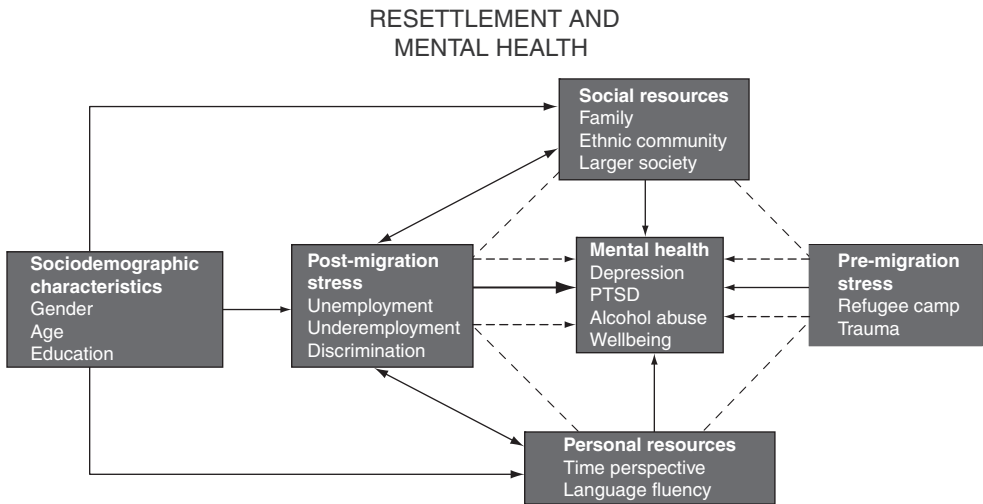 RESETTLEMENT AND
MENTAL HEALTH
Social resources
Family
Ethnic community
Larger society
Sociodemographic
characteristics
Gender
Age
Education
Post-migration
stress
Unemployment
Underemployment
Discrimination
Mental health
Depression
PTSD
Alcohol abuse
Wellbeing
Pre-migration
stress
Refugee camp
Trauma
Personal resources
Time perspective
Language fluency